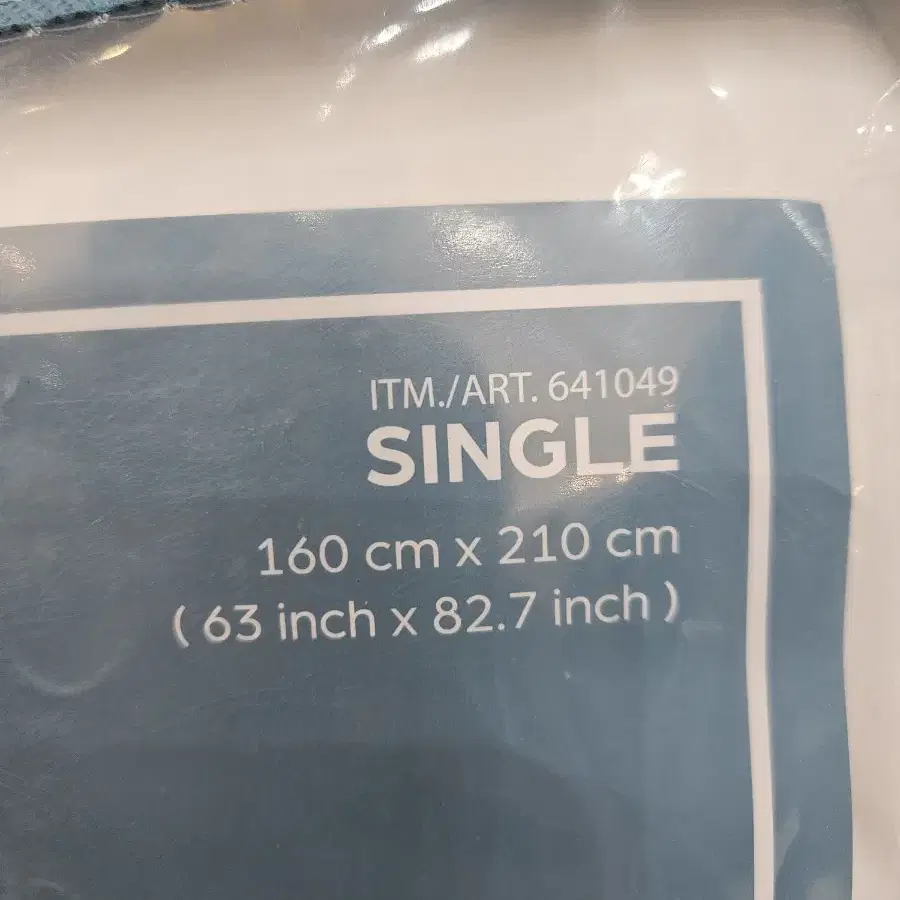 ITM./ART. 641049
SINGLE
160 cm x 210 cm
( 63 inch x 82.7 inch )